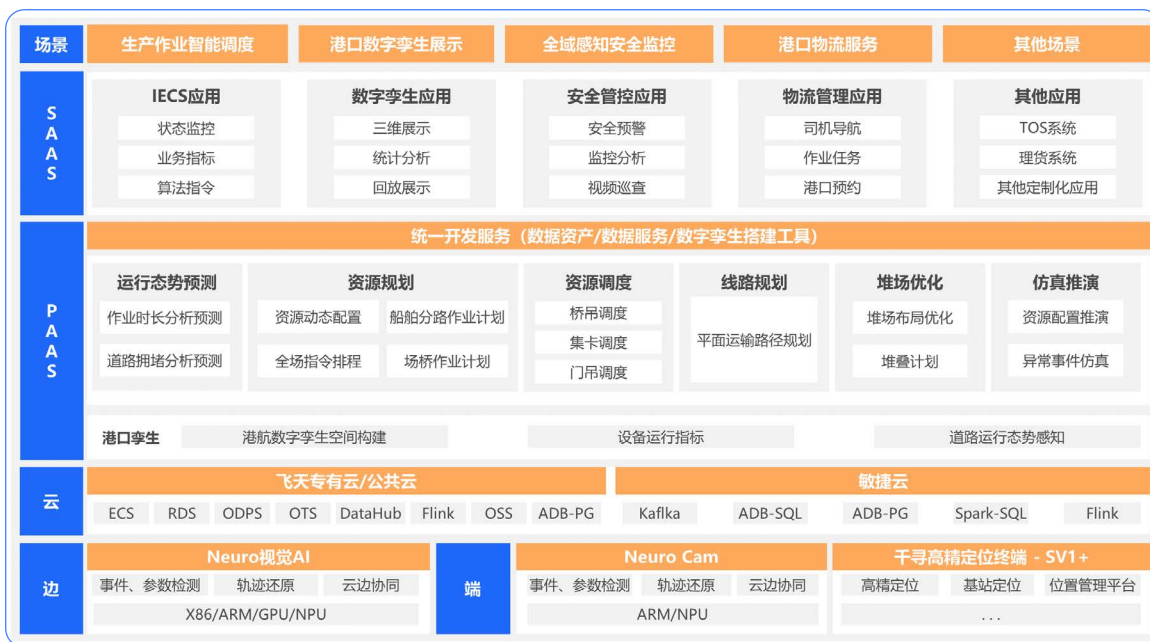 场景 生产作业智能调度 港口数字孪生展示 全域感知安全监控 港口物流服务 其他场景
SAAS
IECS应用 数字孪生应用 安全管控应用 物流管理应用 其他应用
状态监控 三维展示 安全预警 司机导航 TOS系统
业务指标 统计分析 监控分析 作业任务 理货系统
算法指令 回放展示 视频巡查 港口预约 其他定制化应用
PAAS
统一开发服务（数据资产/数据服务/数字孪生搭建工具）
运行态势预测 资源规划 资源调度 线路规划 堆场优化 仿真推演
作业时长分析预测 资源动态配置 船舶分路作业计划 桥吊调度 平面运输路径规划 堆场布局优化 资源配置推演
集卡调度
道路拥堵分析预测 全场指令排程 场桥作业计划 门吊调度 堆叠计划 异常事件仿真
港口孪生 港航数字孪生空间构建 设备运行指标 道路运行态势感知
云 飞天专有云/公共云 敏捷云
ECS RDS ODPS OTS DataHub Flink OSS ADB-PG Kaflka ADB-SQL ADB-PG Spark-SQL Flink
边 Neuro视觉AI 端 Neuro Cam 千寻高精定位终端 - SV1+
事件、参数检测 轨迹还原 云边协同 事件、参数检测 轨迹还原 云边协同 高精定位 基站定位 位置管理平台
X86/ARM/GPU/NPU ARM/NPU ...